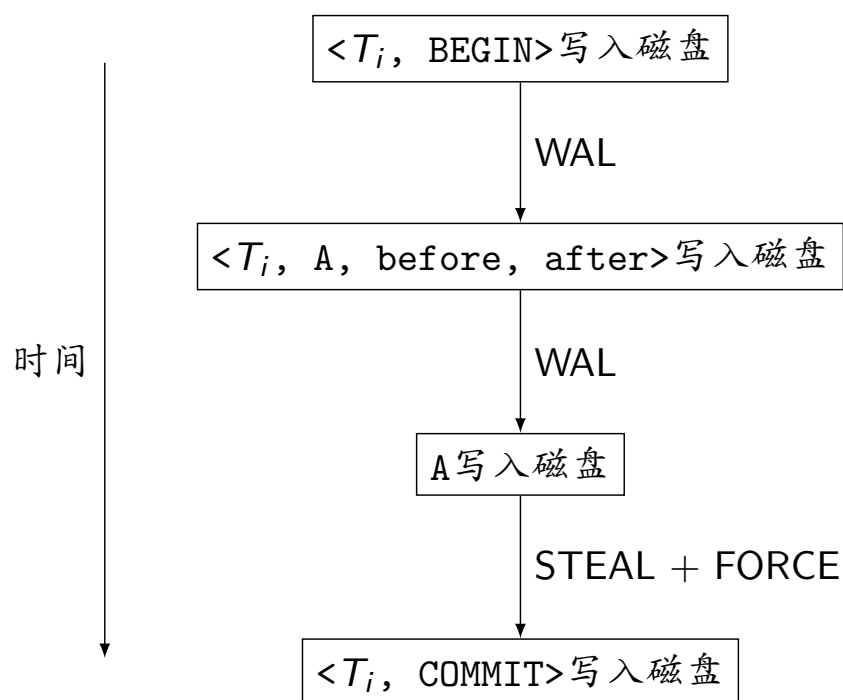 <Ti, BEGIN>写入磁盘
WAL
<Ti, A, before, after>写入磁盘
时间
WAL
A写入磁盘
STEAL + FORCE
<Ti, COMMIT>写入磁盘